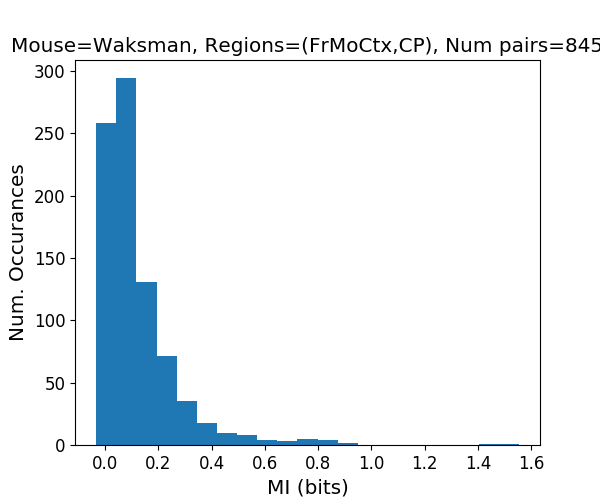 Mouse=Waksman, Regions=(FrMoCtx,CP), Num pairs=845
300
250
200
150
100
50
0
Num. Occurances
0.0 0.2 0.4 0.6 0.8 1.0 1.2 1.4 1.6
MI (bits)